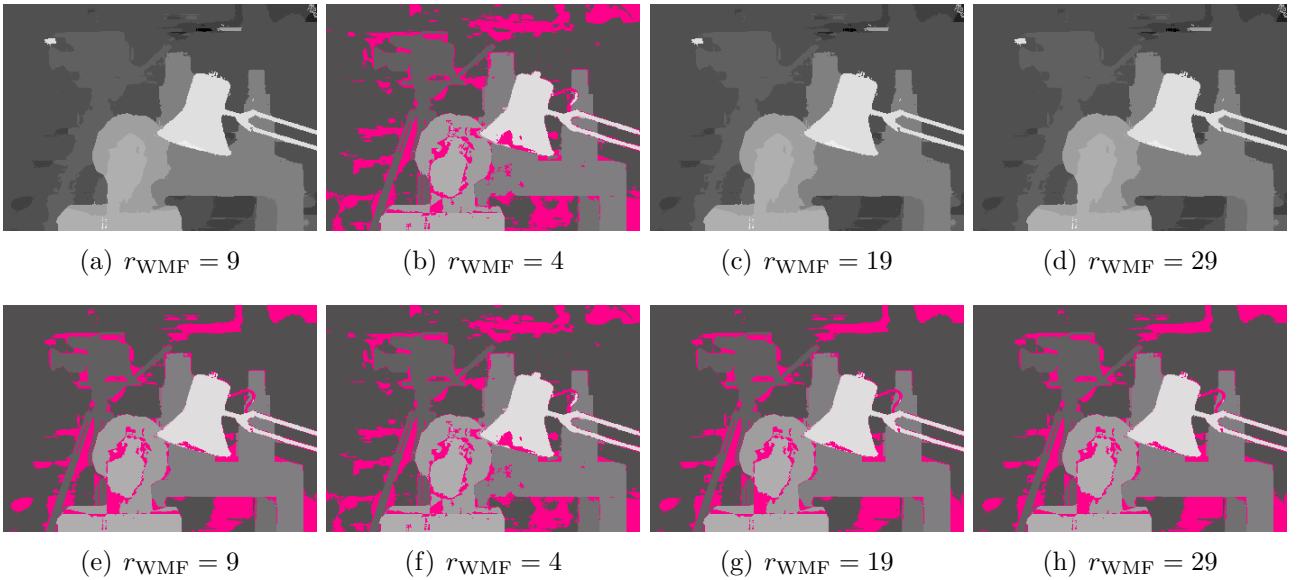 (a) r_WMF = 9 (b) r_WMF = 4 (c) r_WMF = 19 (d) r_WMF = 29
(e) r_WMF = 9 (f) r_WMF = 4 (g) r_WMF = 19 (h) r_WMF = 29